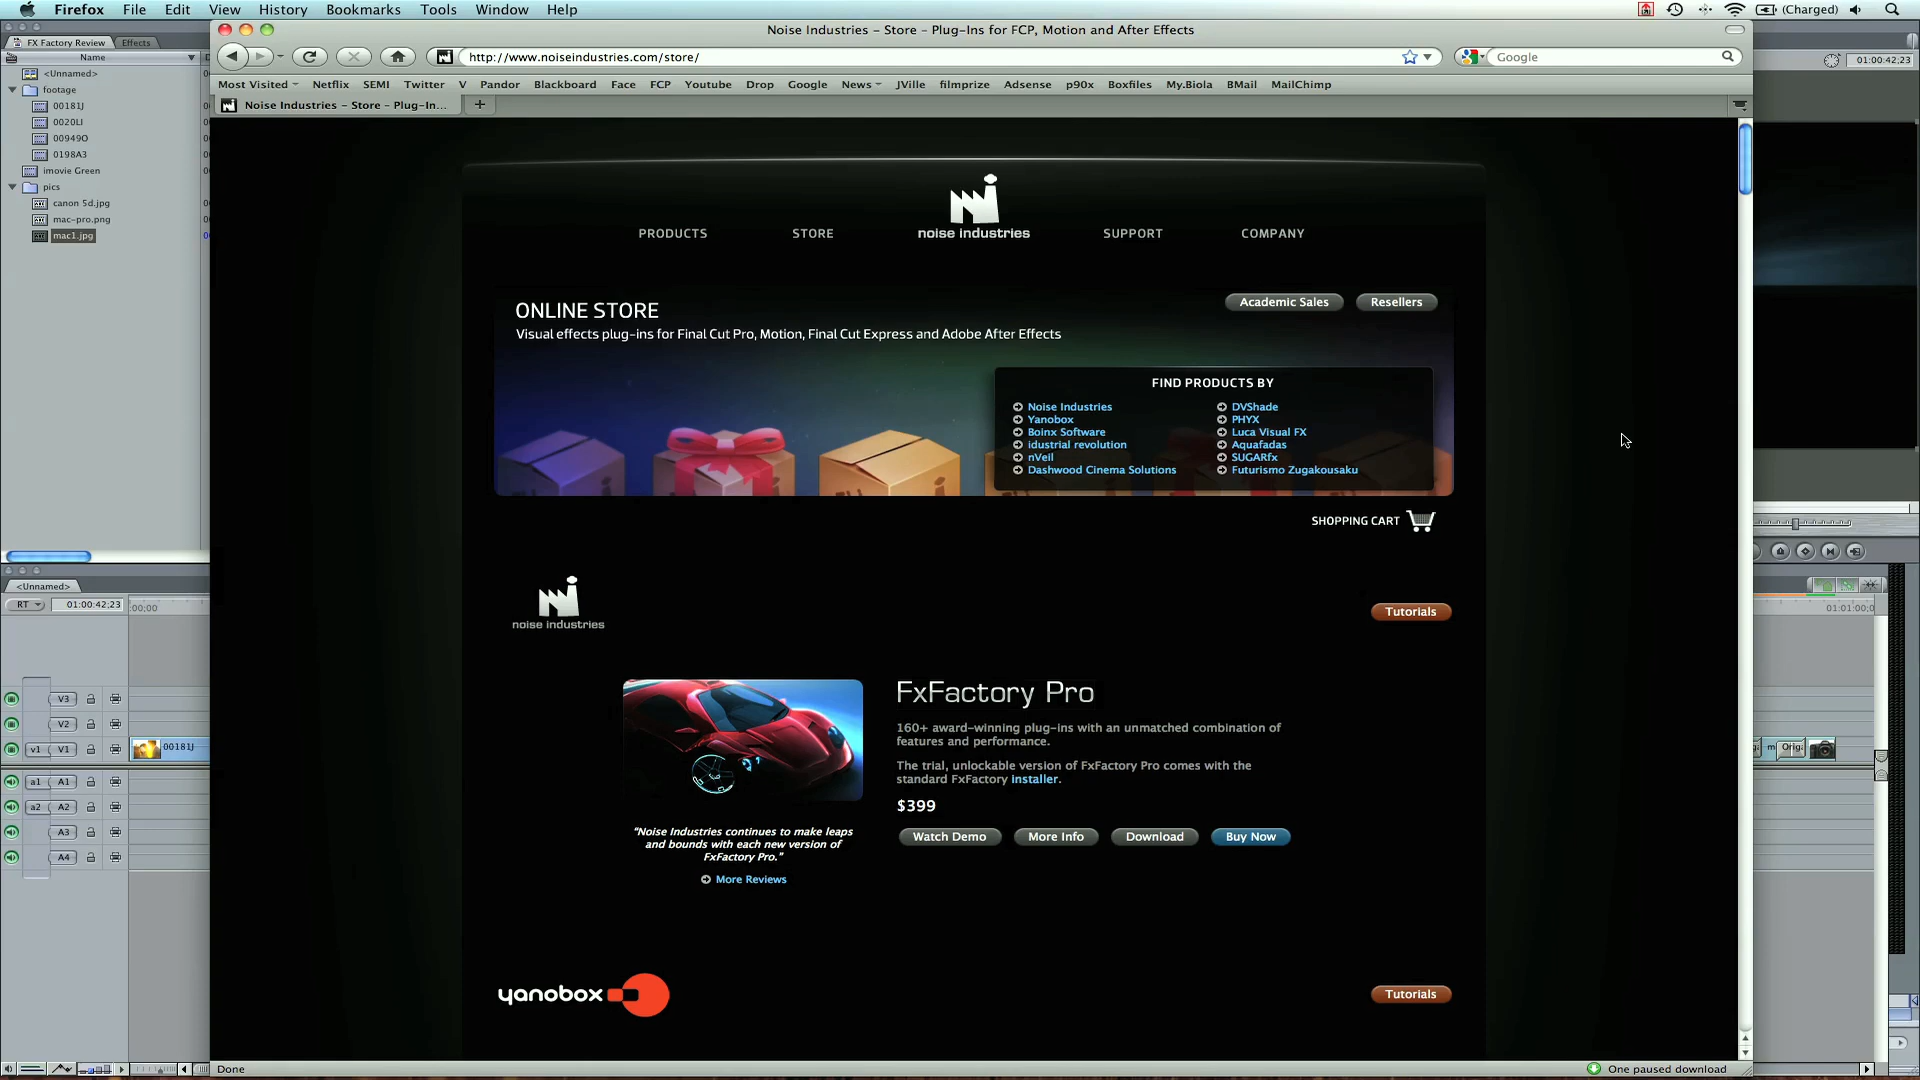 Firefox File Edit View History Bookmarks Tools Window Help
(Charged)
Noise Industries – Store – Plug-Ins for FCP, Motion and After Effects
FX Factory Review Effects
Name
<Unnamed>
footage
00181J
0020LI
00949O
0198A3
imovie Green
pics
canon 5d.jpg
mac-pro.png
mac1.jpg
http://www.noiseindustries.com/store/
Google
01:00:42;23
Most Visited Netflix SEMI Twitter V Pandor Blackboard Face FCP Youtube Drop Google News JVille filmprize Adsense p90x Boxfiles My.Biola BMail MailChimp
Noise Industries – Store – Plug-In...
noise industries
PRODUCTS STORE SUPPORT COMPANY
ONLINE STORE
Visual effects plug-ins for Final Cut Pro, Motion, Final Cut Express and Adobe After Effects
Academic Sales Resellers
FIND PRODUCTS BY
Noise Industries
Yanobox
Boinx Software
idustrial revolution
nVeil
Dashwood Cinema Solutions
DVShade
PHYX
Luca Visual FX
Aquafadas
SUGARfx
Futurismo Zugakousaku
SHOPPING CART
noise industries
Tutorials
FxFactory Pro
160+ award-winning plug-ins with an unmatched combination of
features and performance.
The trial, unlockable version of FxFactory Pro comes with the
standard FxFactory installer.
$399
Watch Demo More Info Download Buy Now
"Noise Industries continues to make leaps
and bounds with each new version of
FxFactory Pro."
More Reviews
yanobox
Tutorials
<Unnamed>
RT 01:00:42;23 :00;00
01:01:00;0
V3
V2
v1 V1 00181J
a1 A1
a2 A2
A3
A4
Orig
Done
One paused download